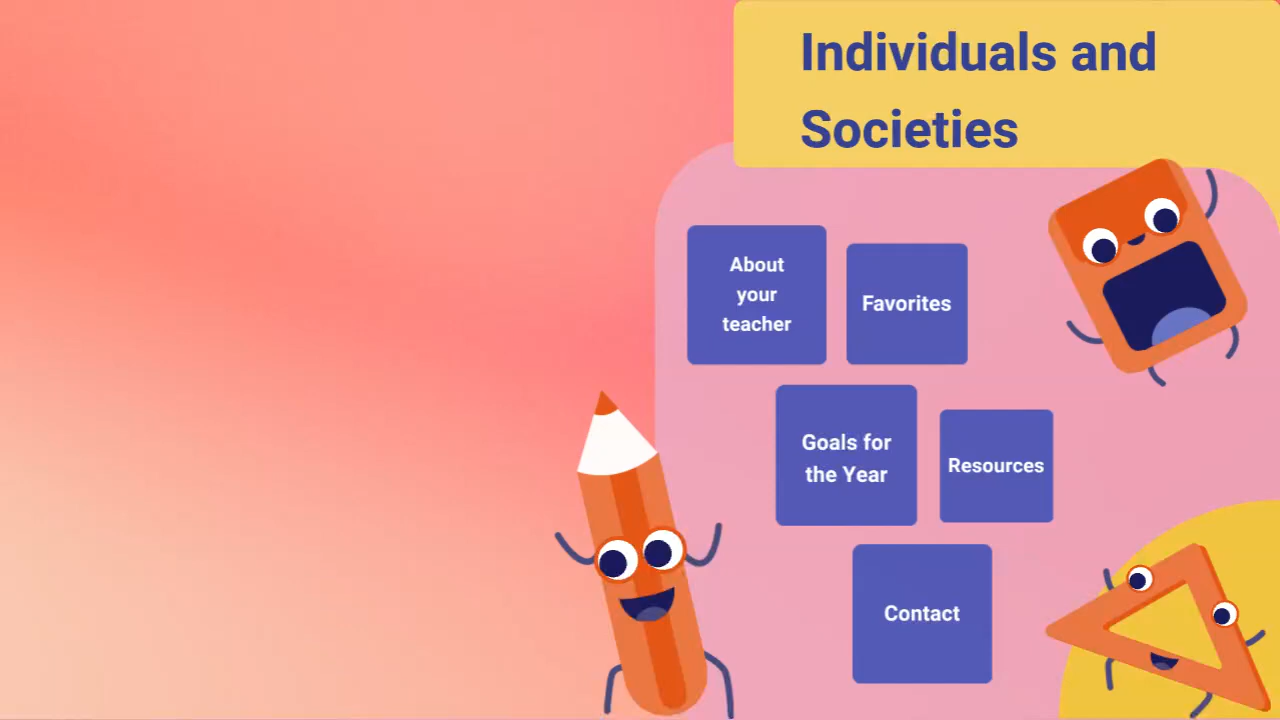 Individuals and
Societies
About
your
teacher
Favorites
Goals for
the Year
Resources
Contact